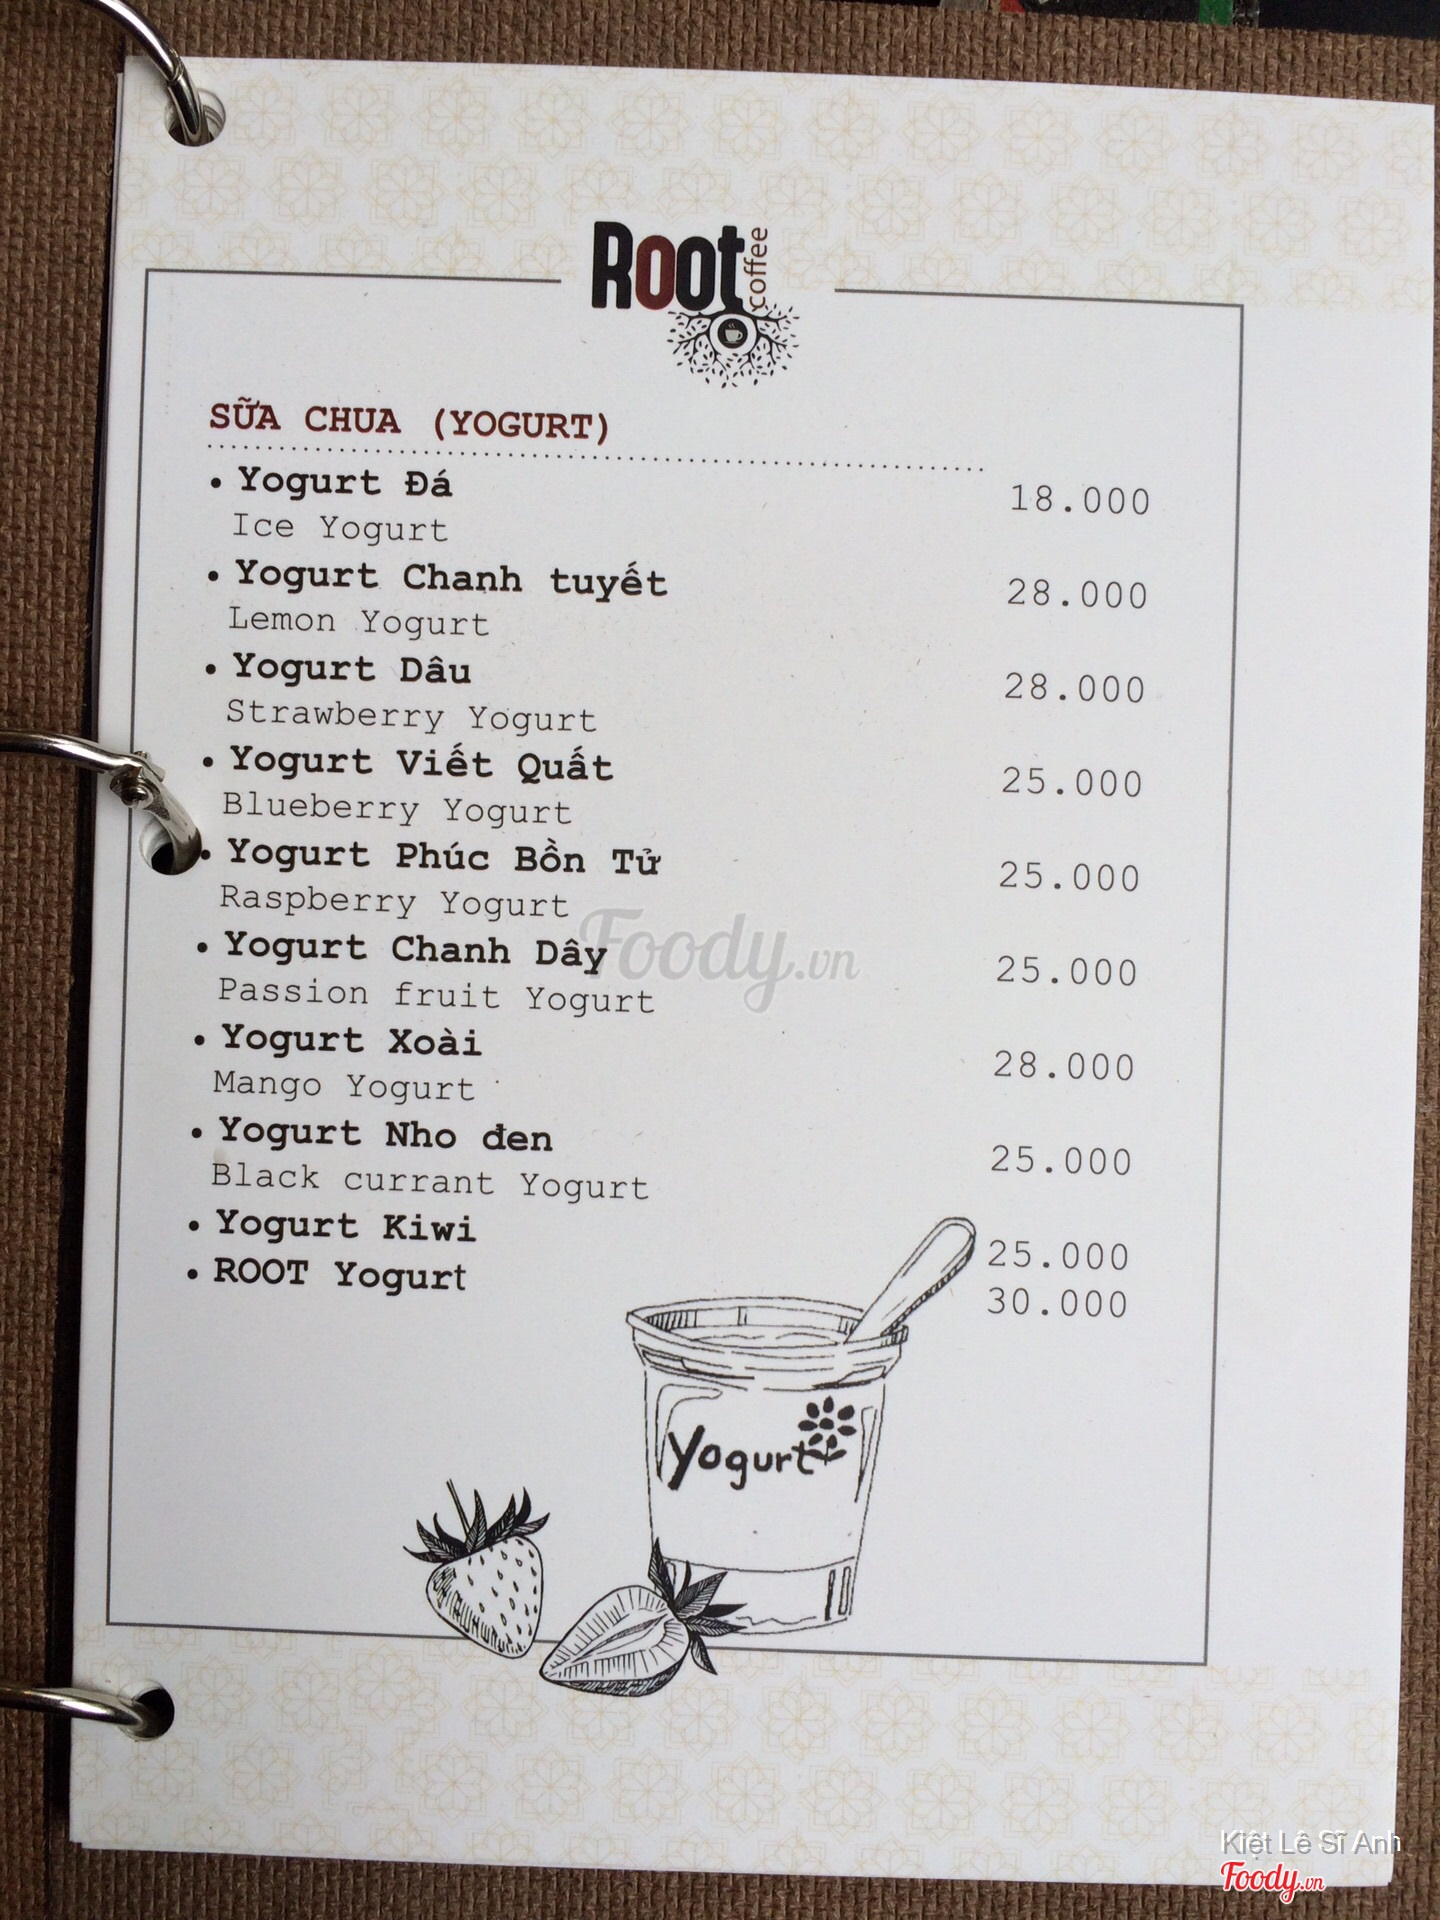 Root coffee
SỮA CHUA (YOGURT)
• Yogurt Đá 18.000
Ice Yogurt
• Yogurt Chanh tuyết 28.000
Lemon Yogurt
• Yogurt Dâu 28.000
Strawberry Yogurt
• Yogurt Viết Quất 25.000
Blueberry Yogurt
• Yogurt Phúc Bồn Tử 25.000
Raspberry Yogurt
• Yogurt Chanh Dây 25.000
Passion fruit Yogurt
• Yogurt Xoài 28.000
Mango Yogurt
• Yogurt Nho đen 25.000
Black currant Yogurt
• Yogurt Kiwi 25.000
• ROOT Yogurt 30.000
Yogurt
Foody.vn
Kiệt Lê Sĩ Anh
Foody.vn